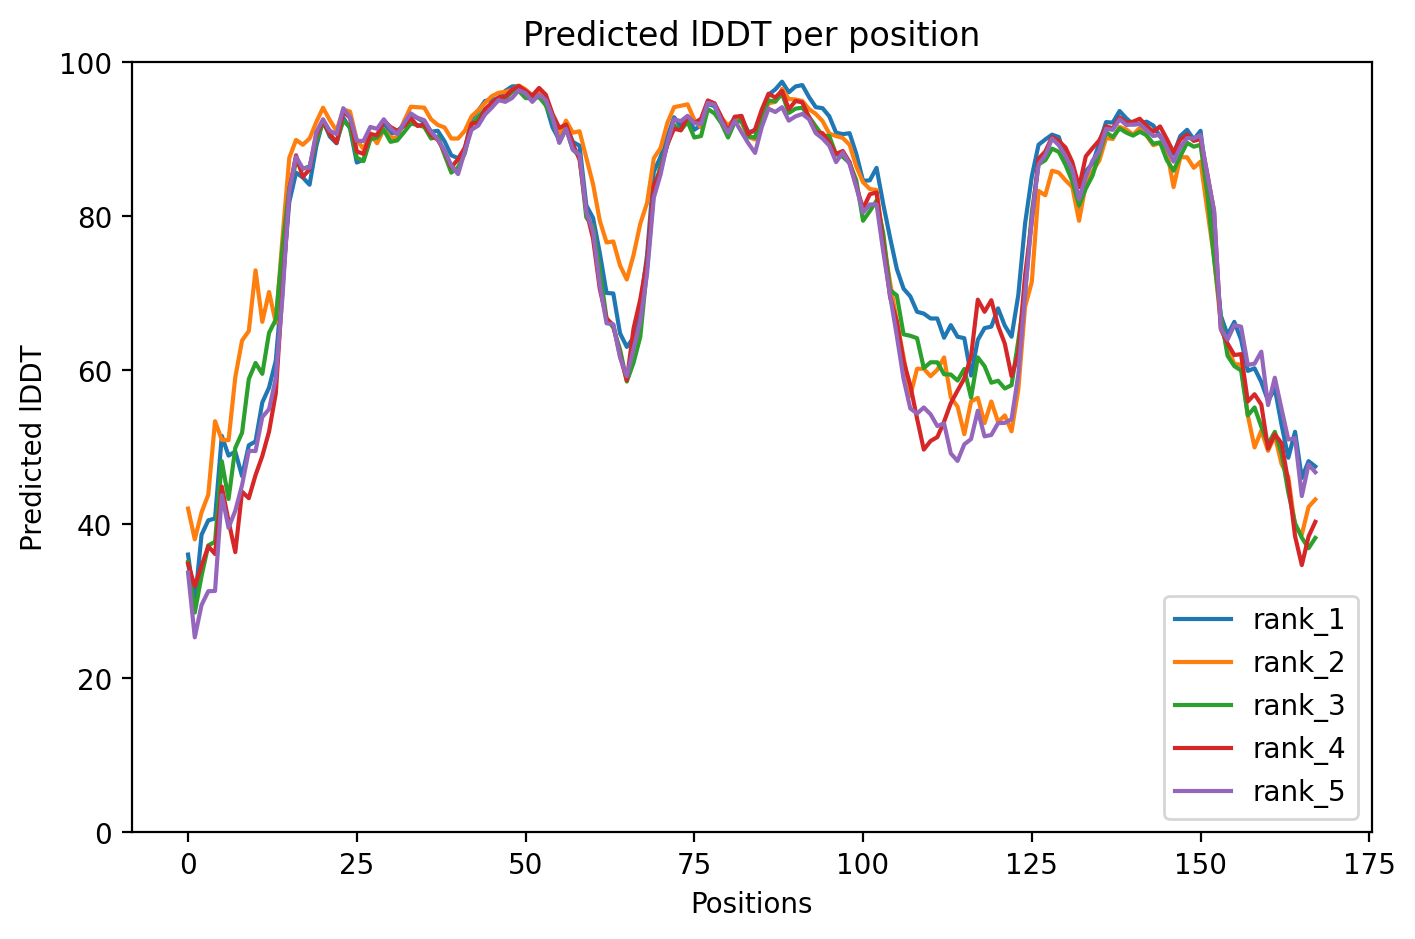 Predicted lDDT per position
100
80
60
40
20
0
Predicted lDDT
0 25 50 75 100 125 150 175
Positions
rank_1
rank_2
rank_3
rank_4
rank_5